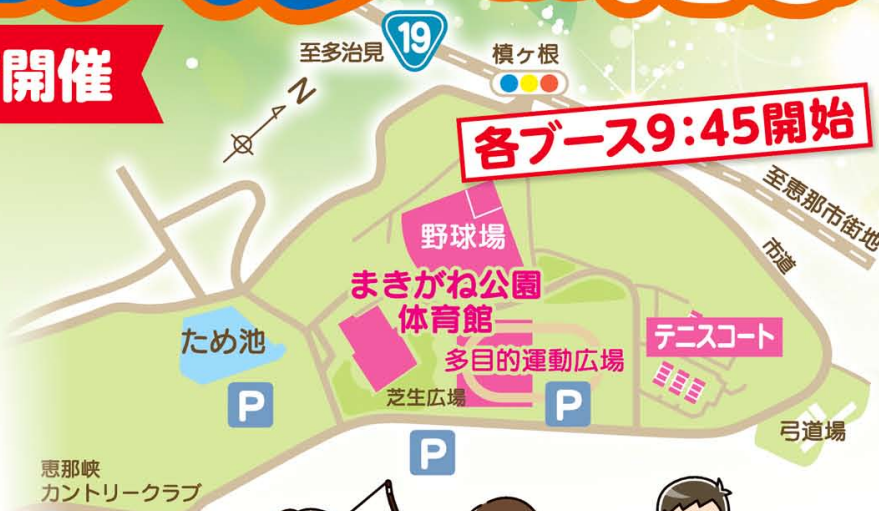 開催
至多治見
19
槙ヶ根
N
各ブース9:45開始
至恵那市街地
市道
野球場
まきがね公園
体育館
ため池
多目的運動広場
テニスコート
芝生広場
P
P
P
弓道場
恵那峡
カントリークラブ